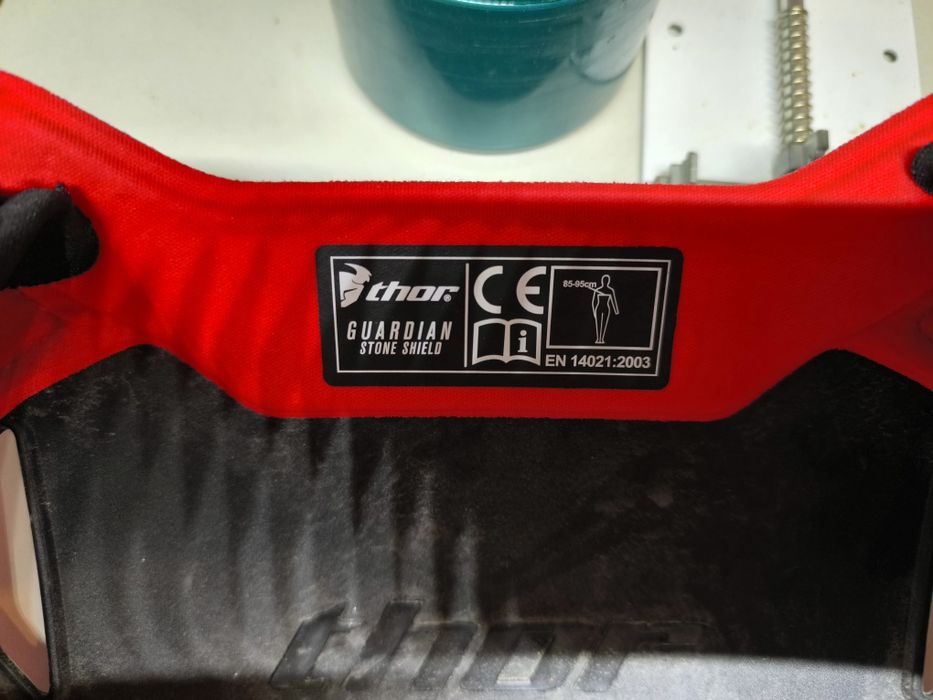 thor®
GUARDIAN
STONE SHIELD
CE
i
85-95cm
EN 14021:2003
thor